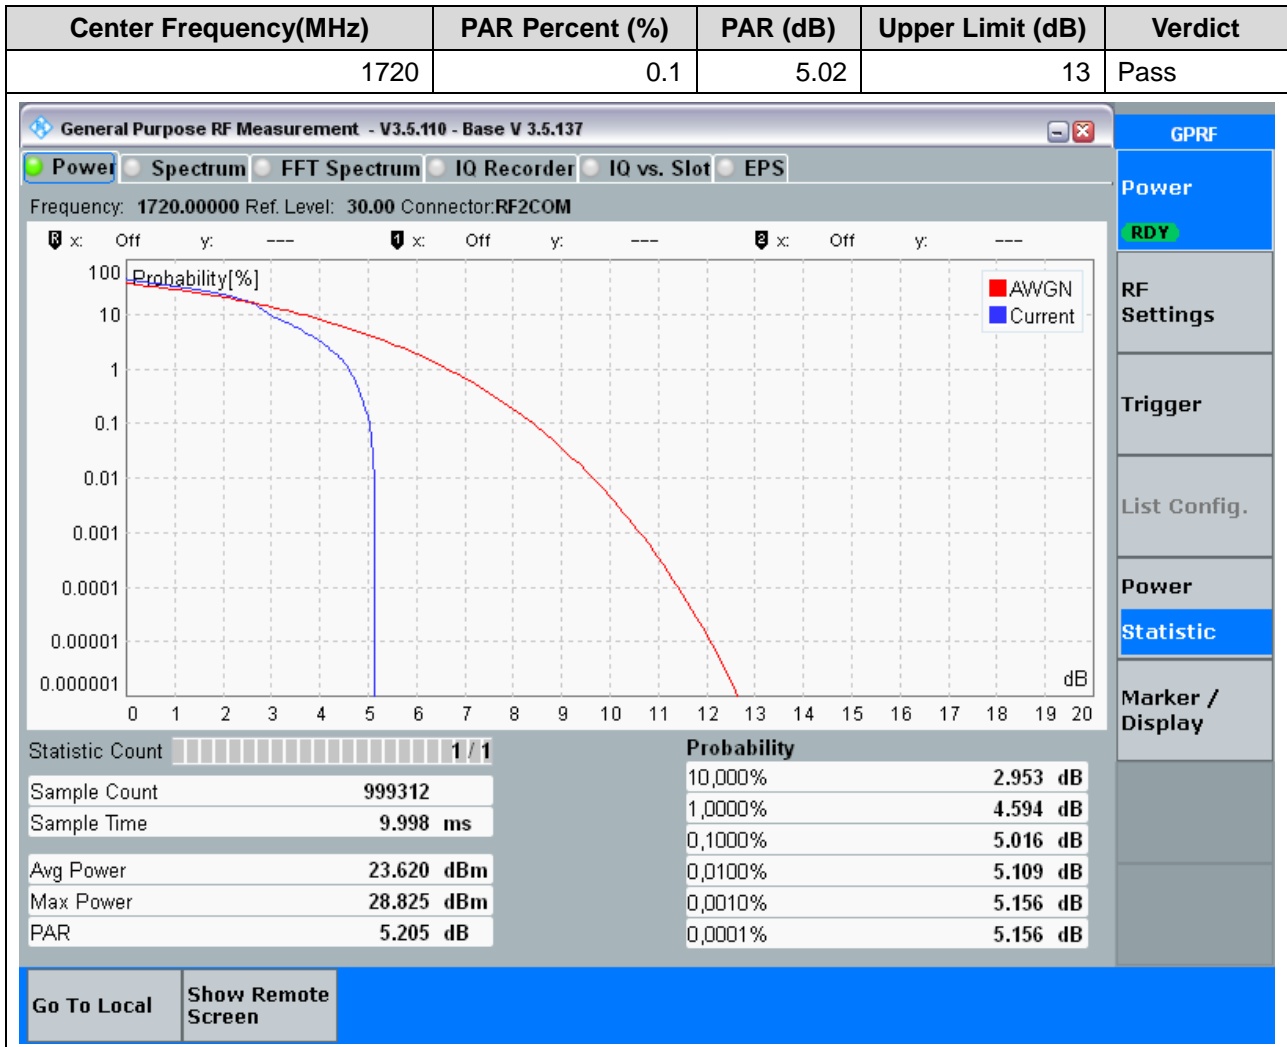 Center Frequency(MHz) PAR Percent (%) PAR (dB) Upper Limit (dB) Verdict
1720 0.1 5.02 13 Pass
General Purpose RF Measurement - V3.5.110 - Base V 3.5.137
GPRF
Power Spectrum FFT Spectrum IQ Recorder IQ vs. Slot EPS
Power
RDY
Frequency: 1720.00000 Ref. Level: 30.00 Connector:RF2COM
R x: Off y: --- 1 x: Off y: --- 2 x: Off y: ---
Probability[%]
AWGN
Current
100
10
1
0.1
0.01
0.001
0.0001
0.00001
0.000001
dB
0 1 2 3 4 5 6 7 8 9 10 11 12 13 14 15 16 17 18 19 20
RF
Settings
Trigger
List Config.
Power
Statistic
Marker /
Display
Statistic Count 1 / 1
Sample Count 999312
Sample Time 9.998 ms
Avg Power 23.620 dBm
Max Power 28.825 dBm
PAR 5.205 dB
Probability
10,000% 2.953 dB
1,0000% 4.594 dB
0,1000% 5.016 dB
0,0100% 5.109 dB
0,0010% 5.156 dB
0,0001% 5.156 dB
Go To Local
Show Remote
Screen